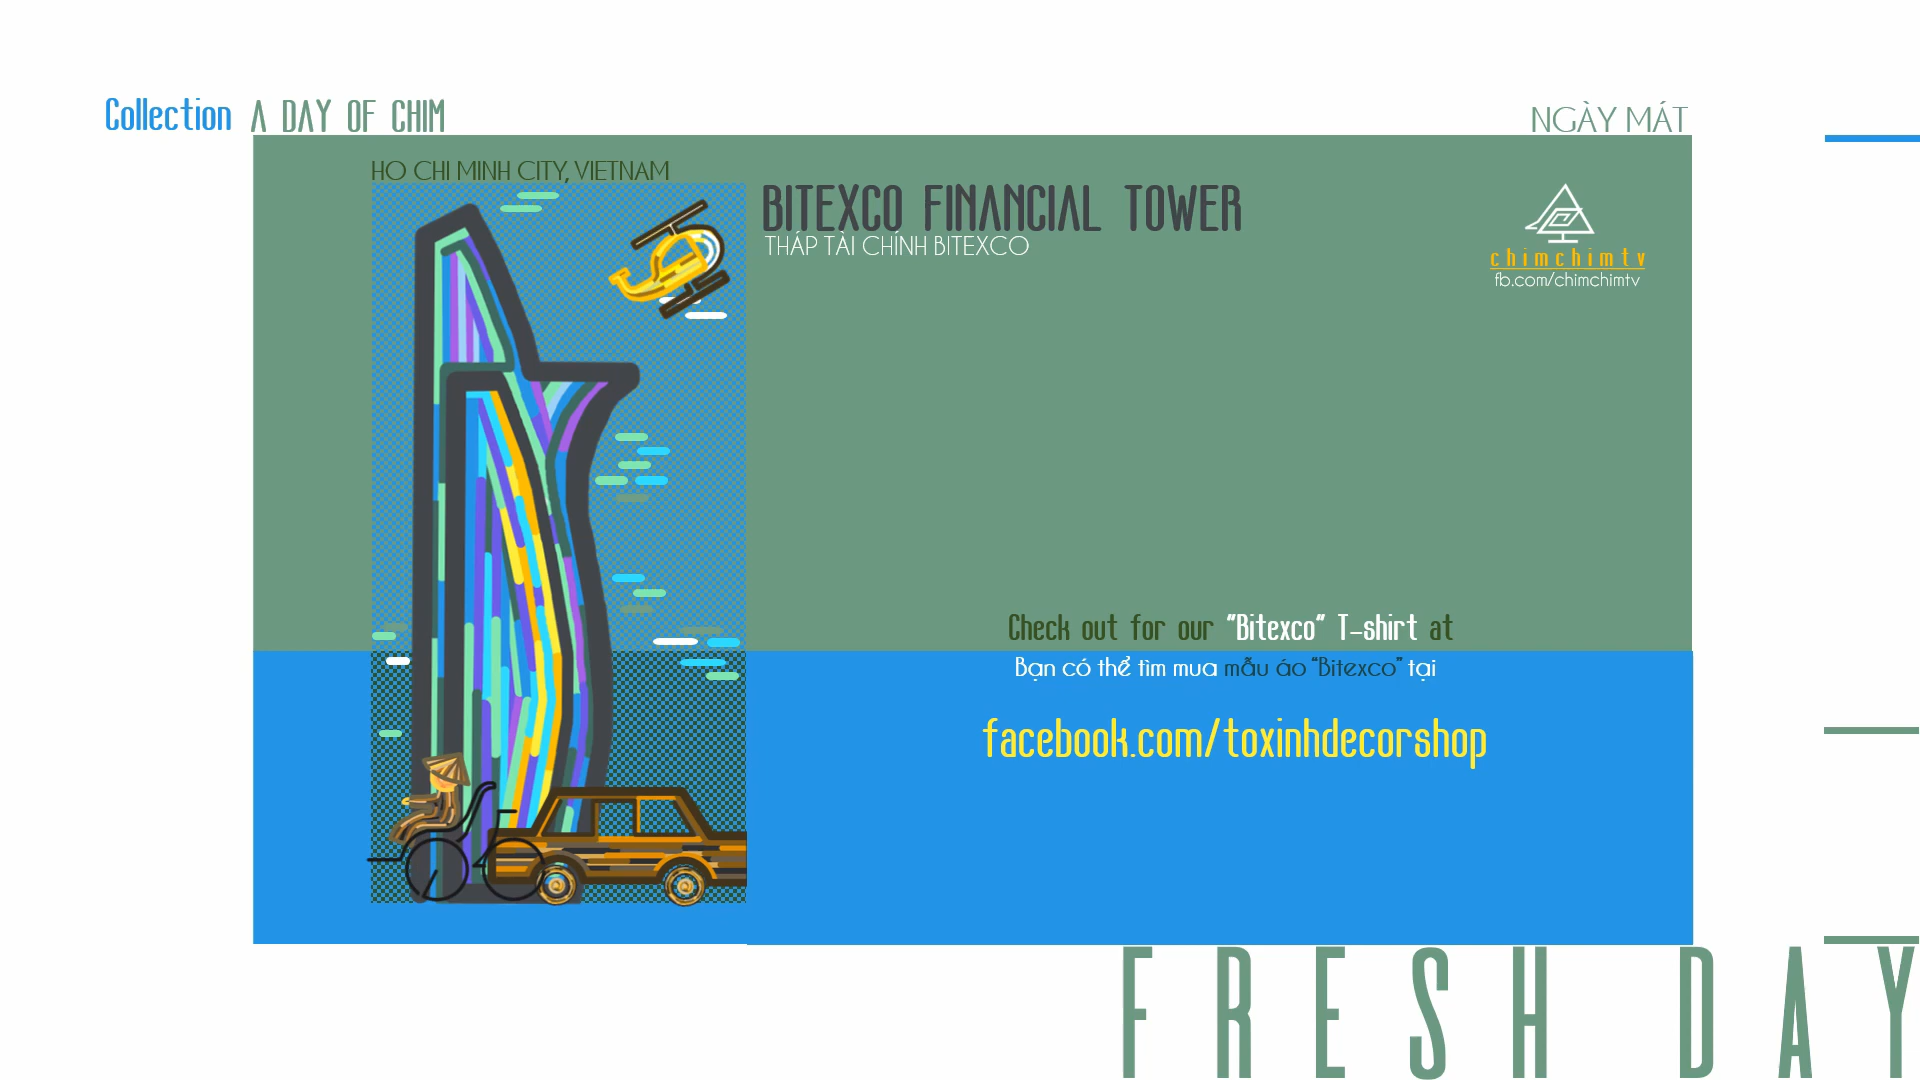 Collection A DAY OF CHIM
NGÀY MÁT
HO CHI MINH CITY, VIETNAM
BITEXCO FINANCIAL TOWER
THÁP TÀI CHÍNH BITEXCO
chimchimtv
fb.com/chimchimtv
Check out for our "Bitexco" T-shirt at
Bạn có thể tìm mua mẫu áo "Bitexco" tại
facebook.com/toxinhdecorshop
FRESH DAY